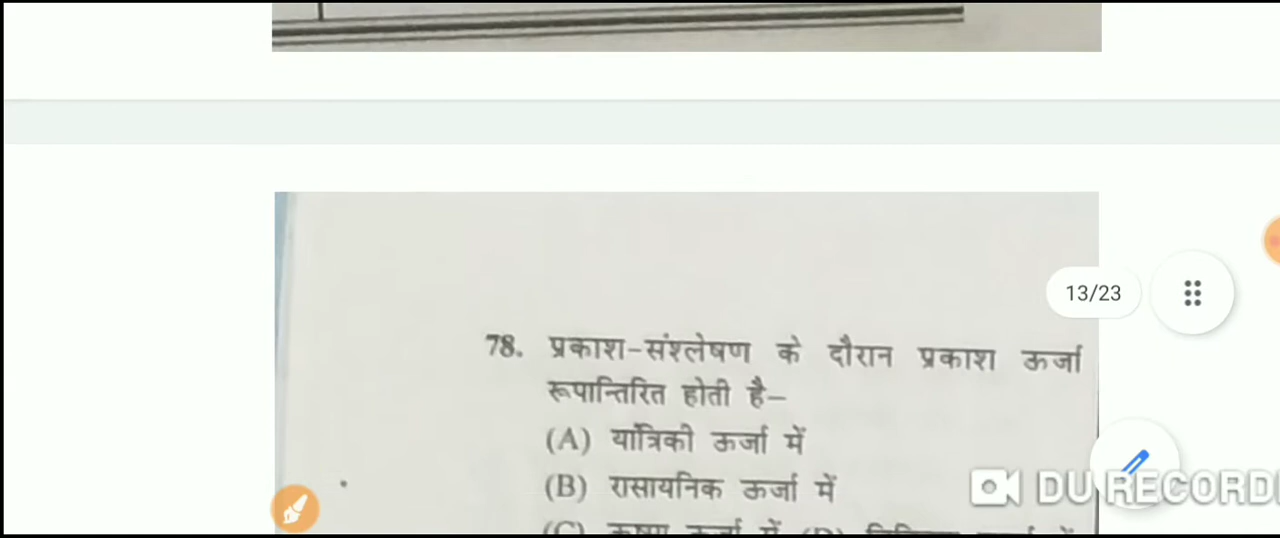 13/23
78. प्रकाश-संश्लेषण के दौरान प्रकाश ऊर्जा
रूपान्तिरित होती है–
(A) यांत्रिकी ऊर्जा में
(B) रासायनिक ऊर्जा में
DU RECORD